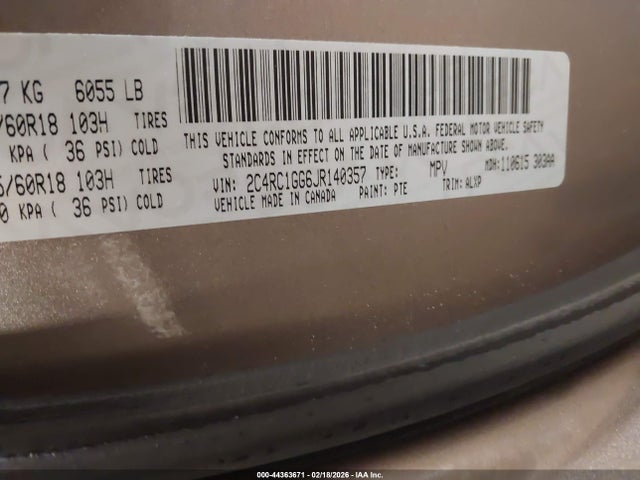 7 KG 6055 LB
/60R18 103H TIRES
KPA ( 36 PSI) COLD
5/60R18 103H TIRES
0 KPA ( 36 PSI) COLD
THIS VEHICLE CONFORMS TO ALL APPLICABLE U.S.A. FEDERAL MOTOR VEHICLE SAFETY
STANDARDS IN EFFECT ON THE DATE OF MANUFACTURE SHOWN ABOVE.
VIN: 2C4RC1GG6JR140357 TYPE: MPV MDH:110615 303AA
VEHICLE MADE IN CANADA PAINT: PTE TRIM: ALXP
000-44363671 - 02/18/2026 - IAA Inc.